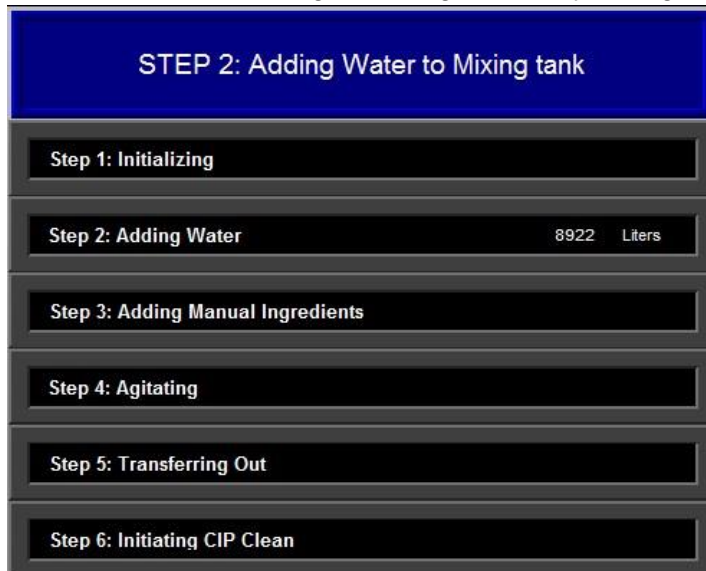 STEP 2: Adding Water to Mixing tank
Step 1: Initializing
Step 2: Adding Water 8922 Liters
Step 3: Adding Manual Ingredients
Step 4: Agitating
Step 5: Transferring Out
Step 6: Initiating CIP Clean